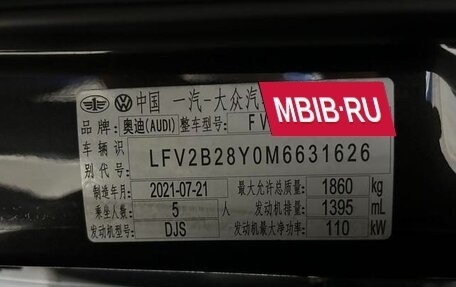 中国 一汽-大众汽
MBIB.RU
品牌: 奥迪(AUDI) 整车型号: FV
车辆识别代号: LFV2B28Y0M6631626
制造年月 2021-07-21 最大允许总质量: 1860 kg
乘坐人数: 5 人 发动机排量: 1395 mL
发动机型号: DJS 发动机最大净功率: 110 kW